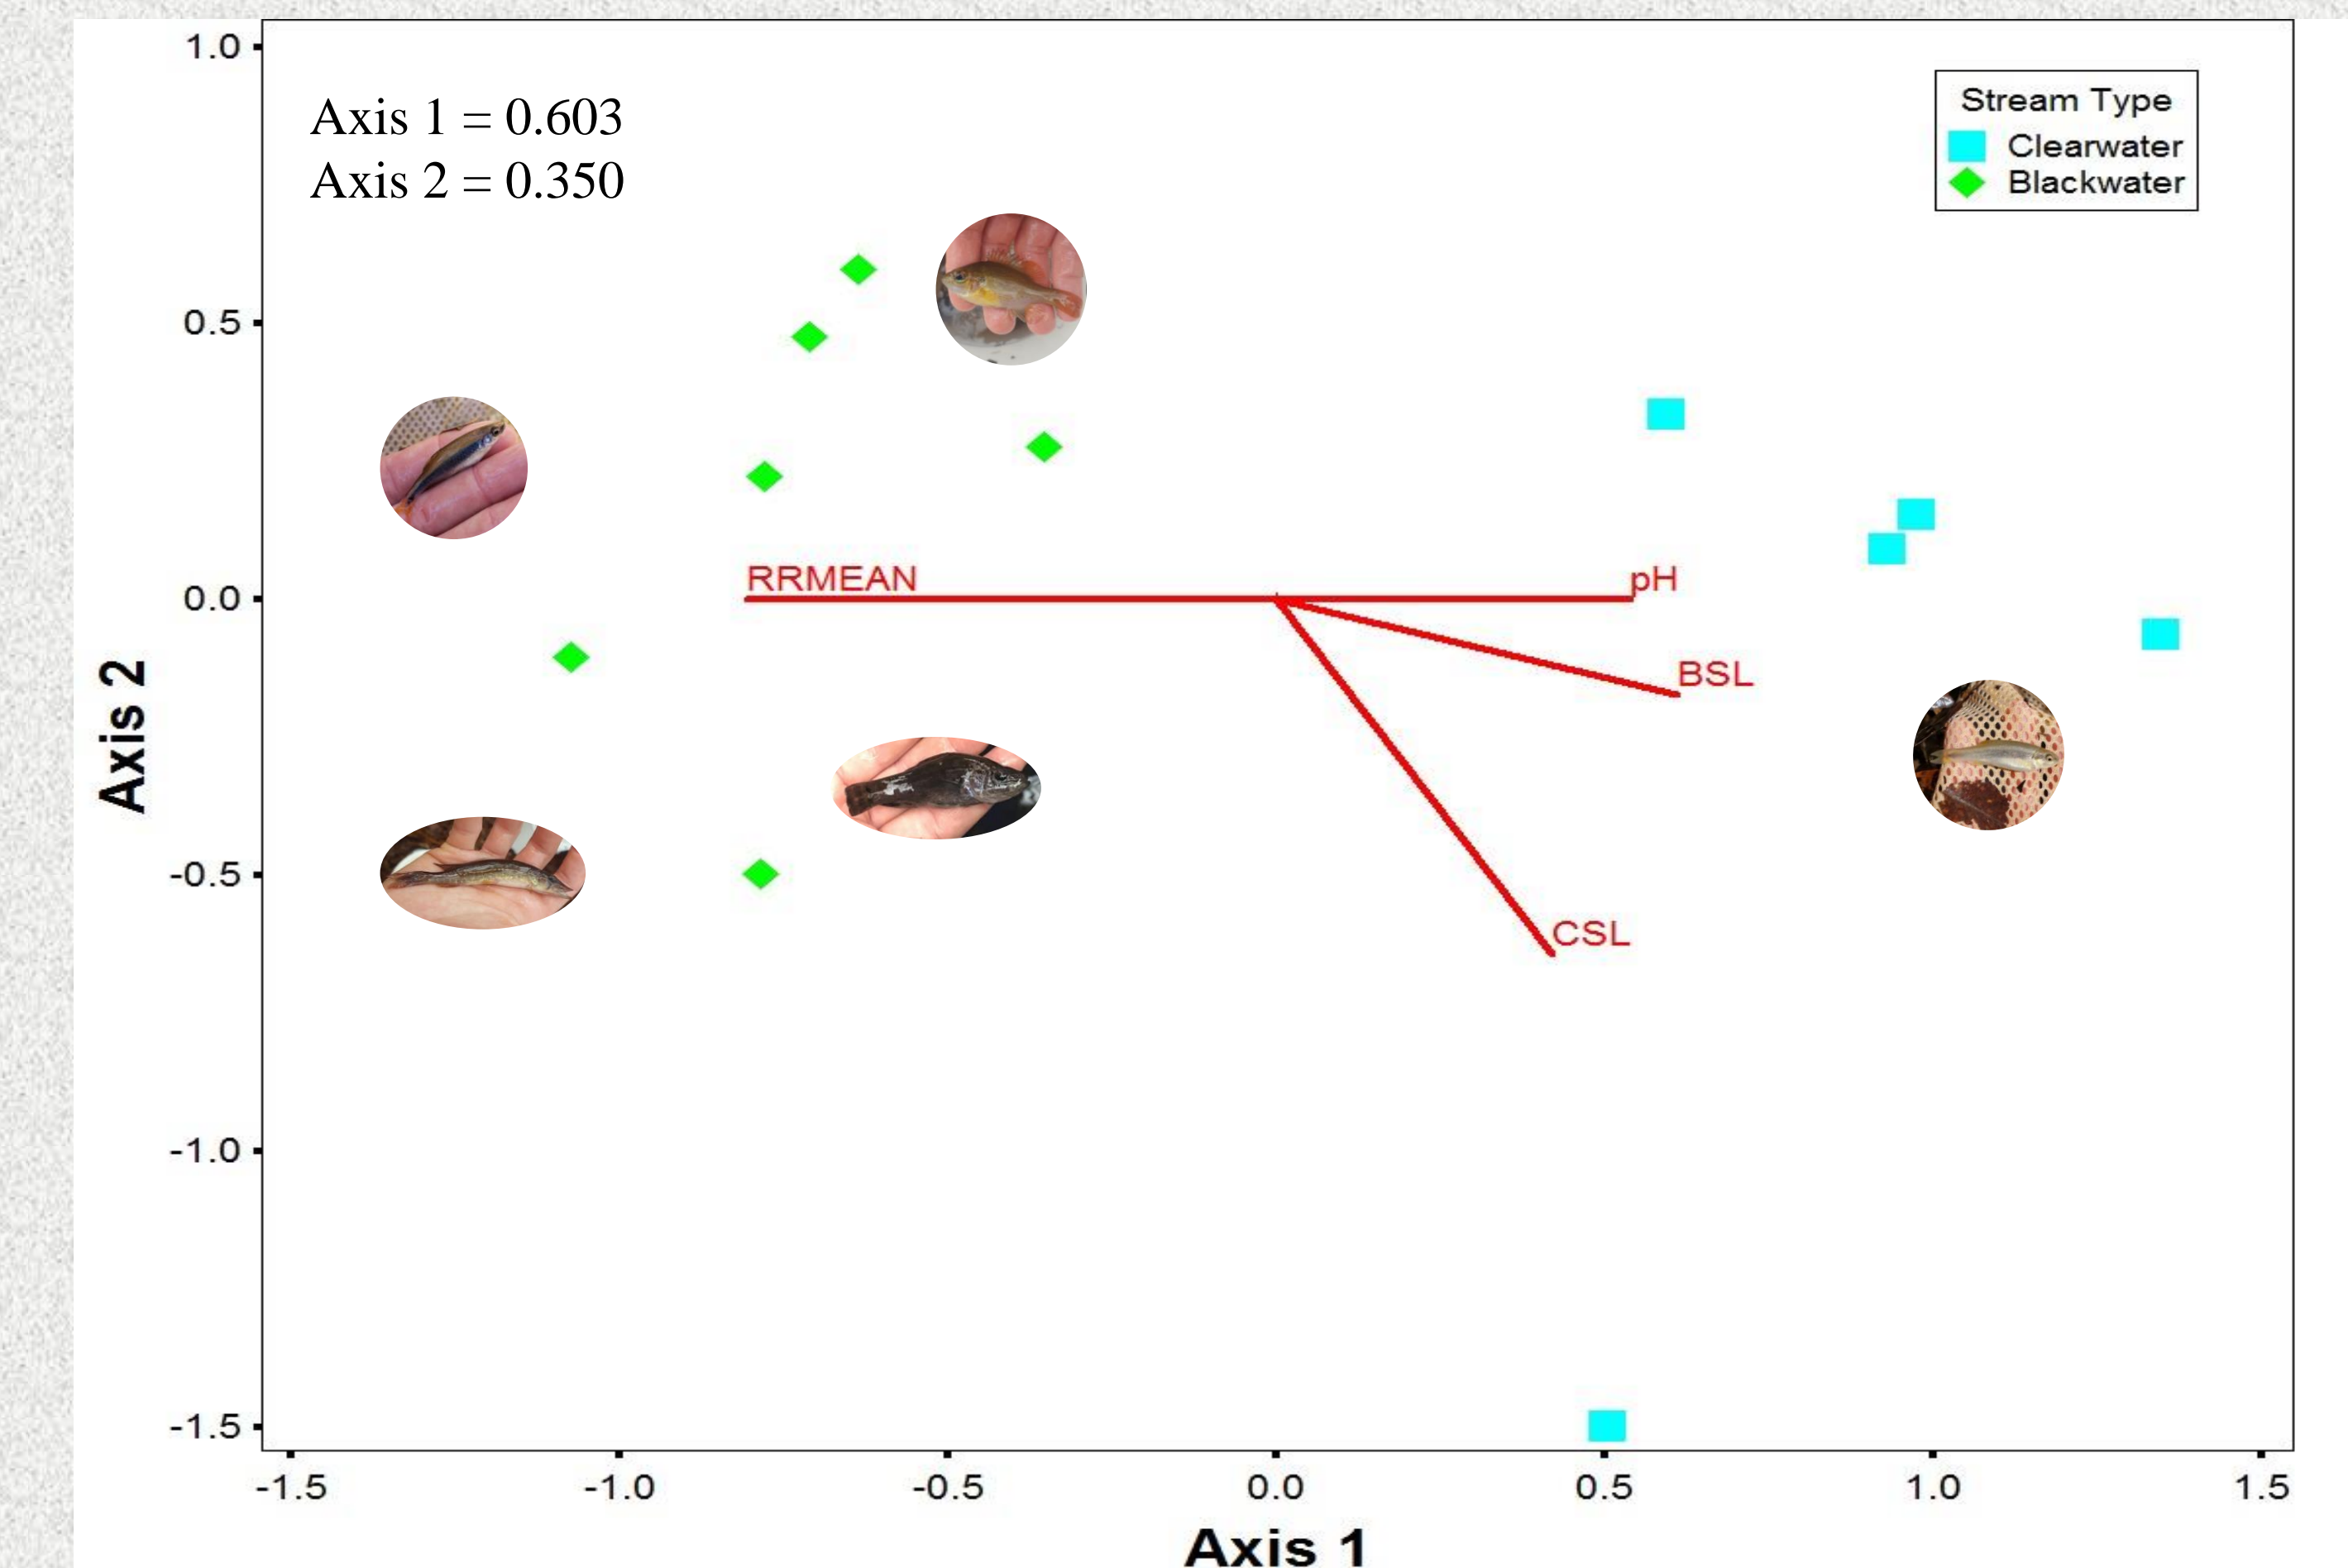 1.0
Axis 1 = 0.603
Axis 2 = 0.350
Stream Type
Clearwater
Blackwater
0.5
0.0
RRMEAN
pH
BSL
Axis 2
-0.5
CSL
-1.0
-1.5
-1.5 -1.0 -0.5 0.0 0.5 1.0 1.5
Axis 1